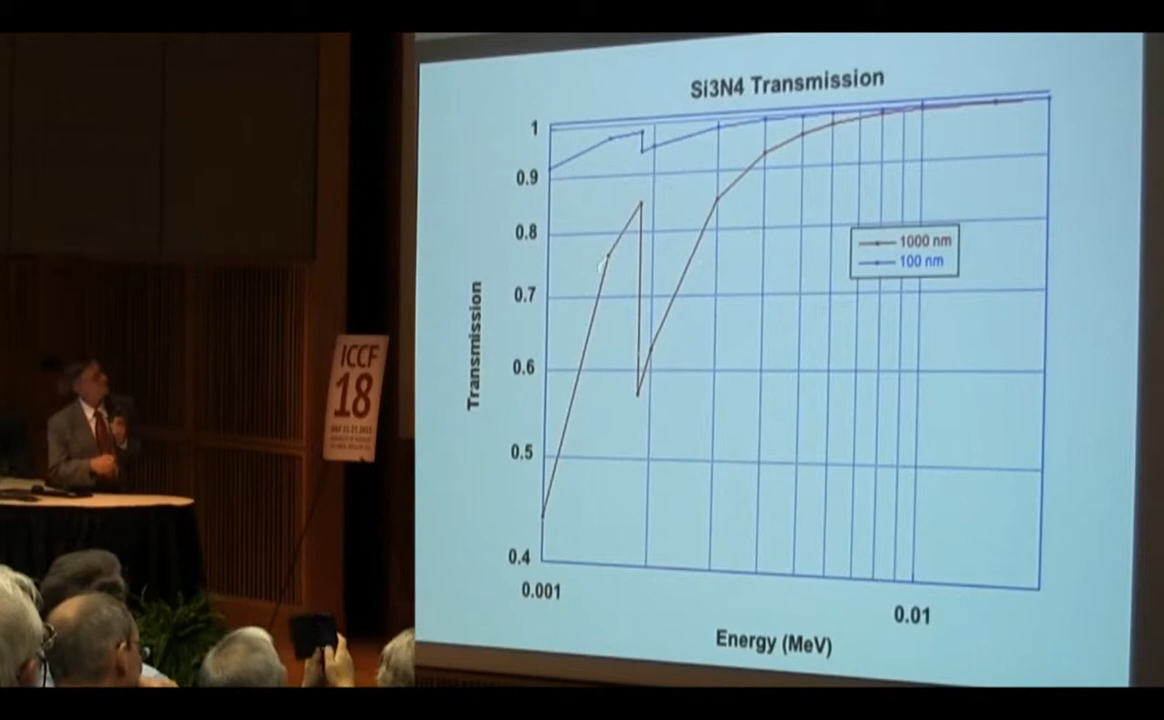 Si3N4 Transmission
1
0.9
0.8
0.7
0.6
0.5
0.4
Transmission
1000 nm
100 nm
0.001
0.01
Energy (MeV)
ICCF
18